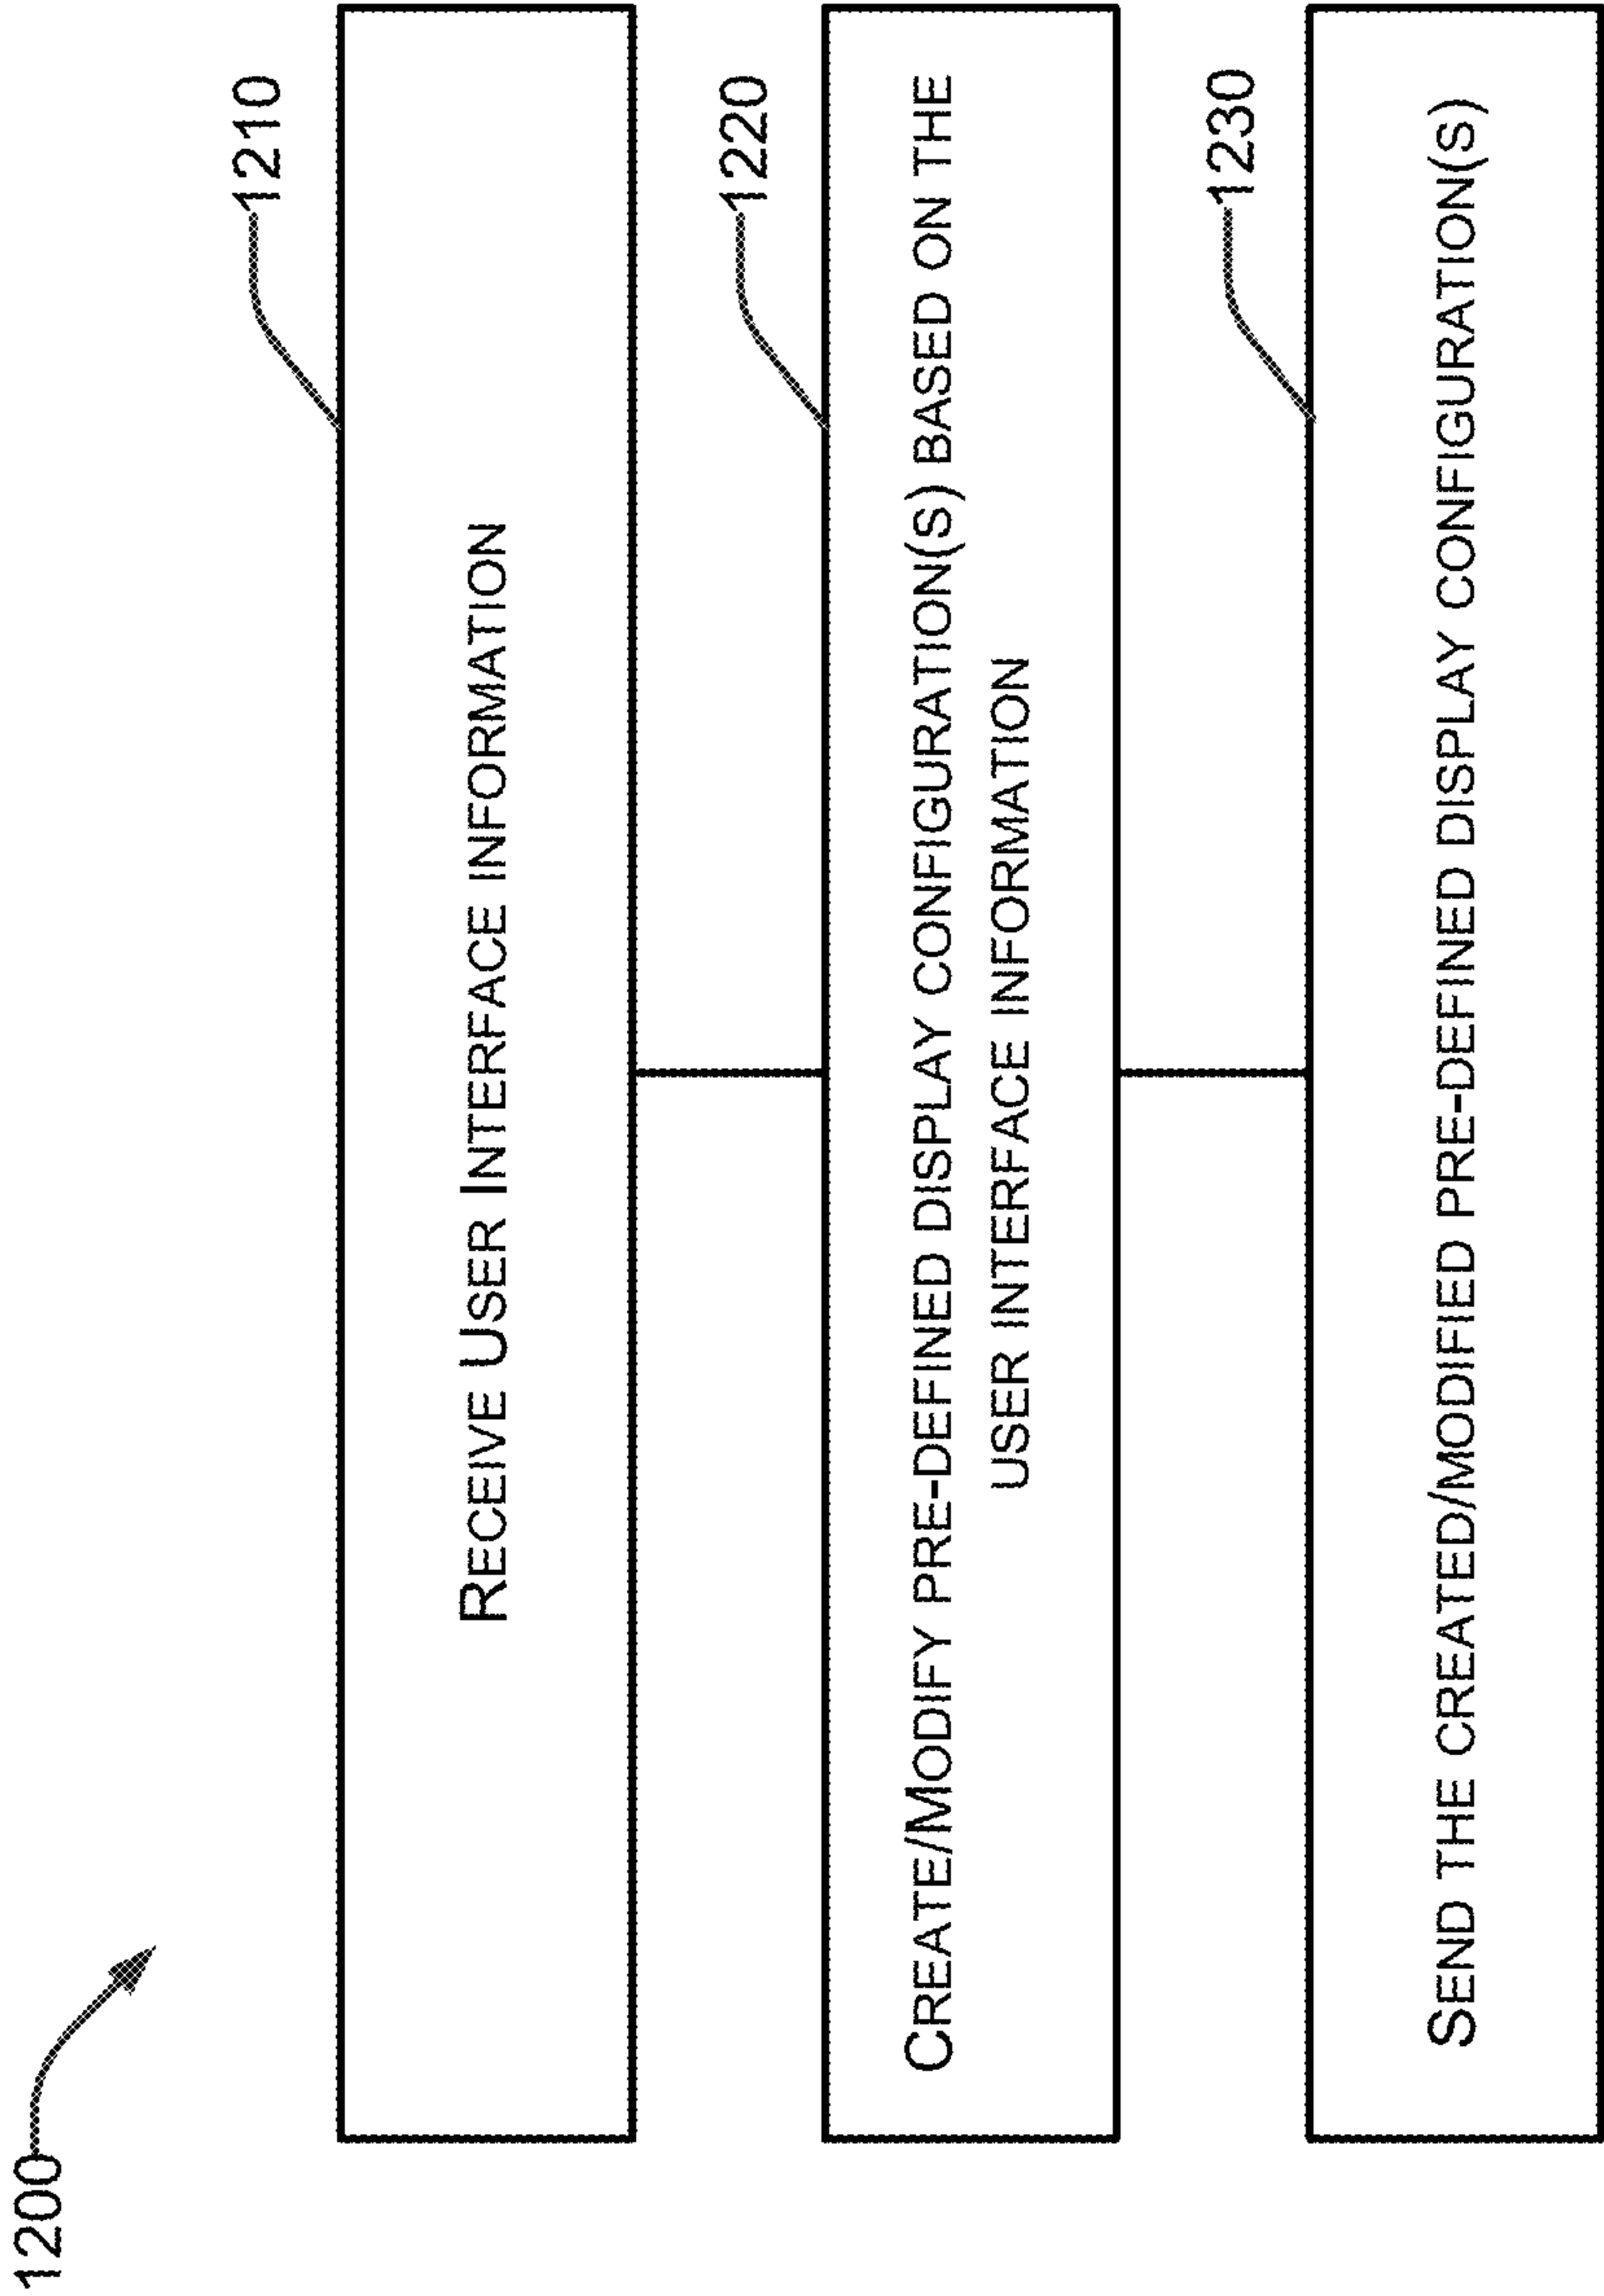 1200
1210
RECEIVE USER INTERFACE INFORMATION
1220
CREATE/MODIFY PRE-DEFINED DISPLAY CONFIGURATION(S) BASED ON THE
USER INTERFACE INFORMATION
1230
SEND THE CREATED/MODIFIED PRE-DEFINED DISPLAY CONFIGURATION(S)